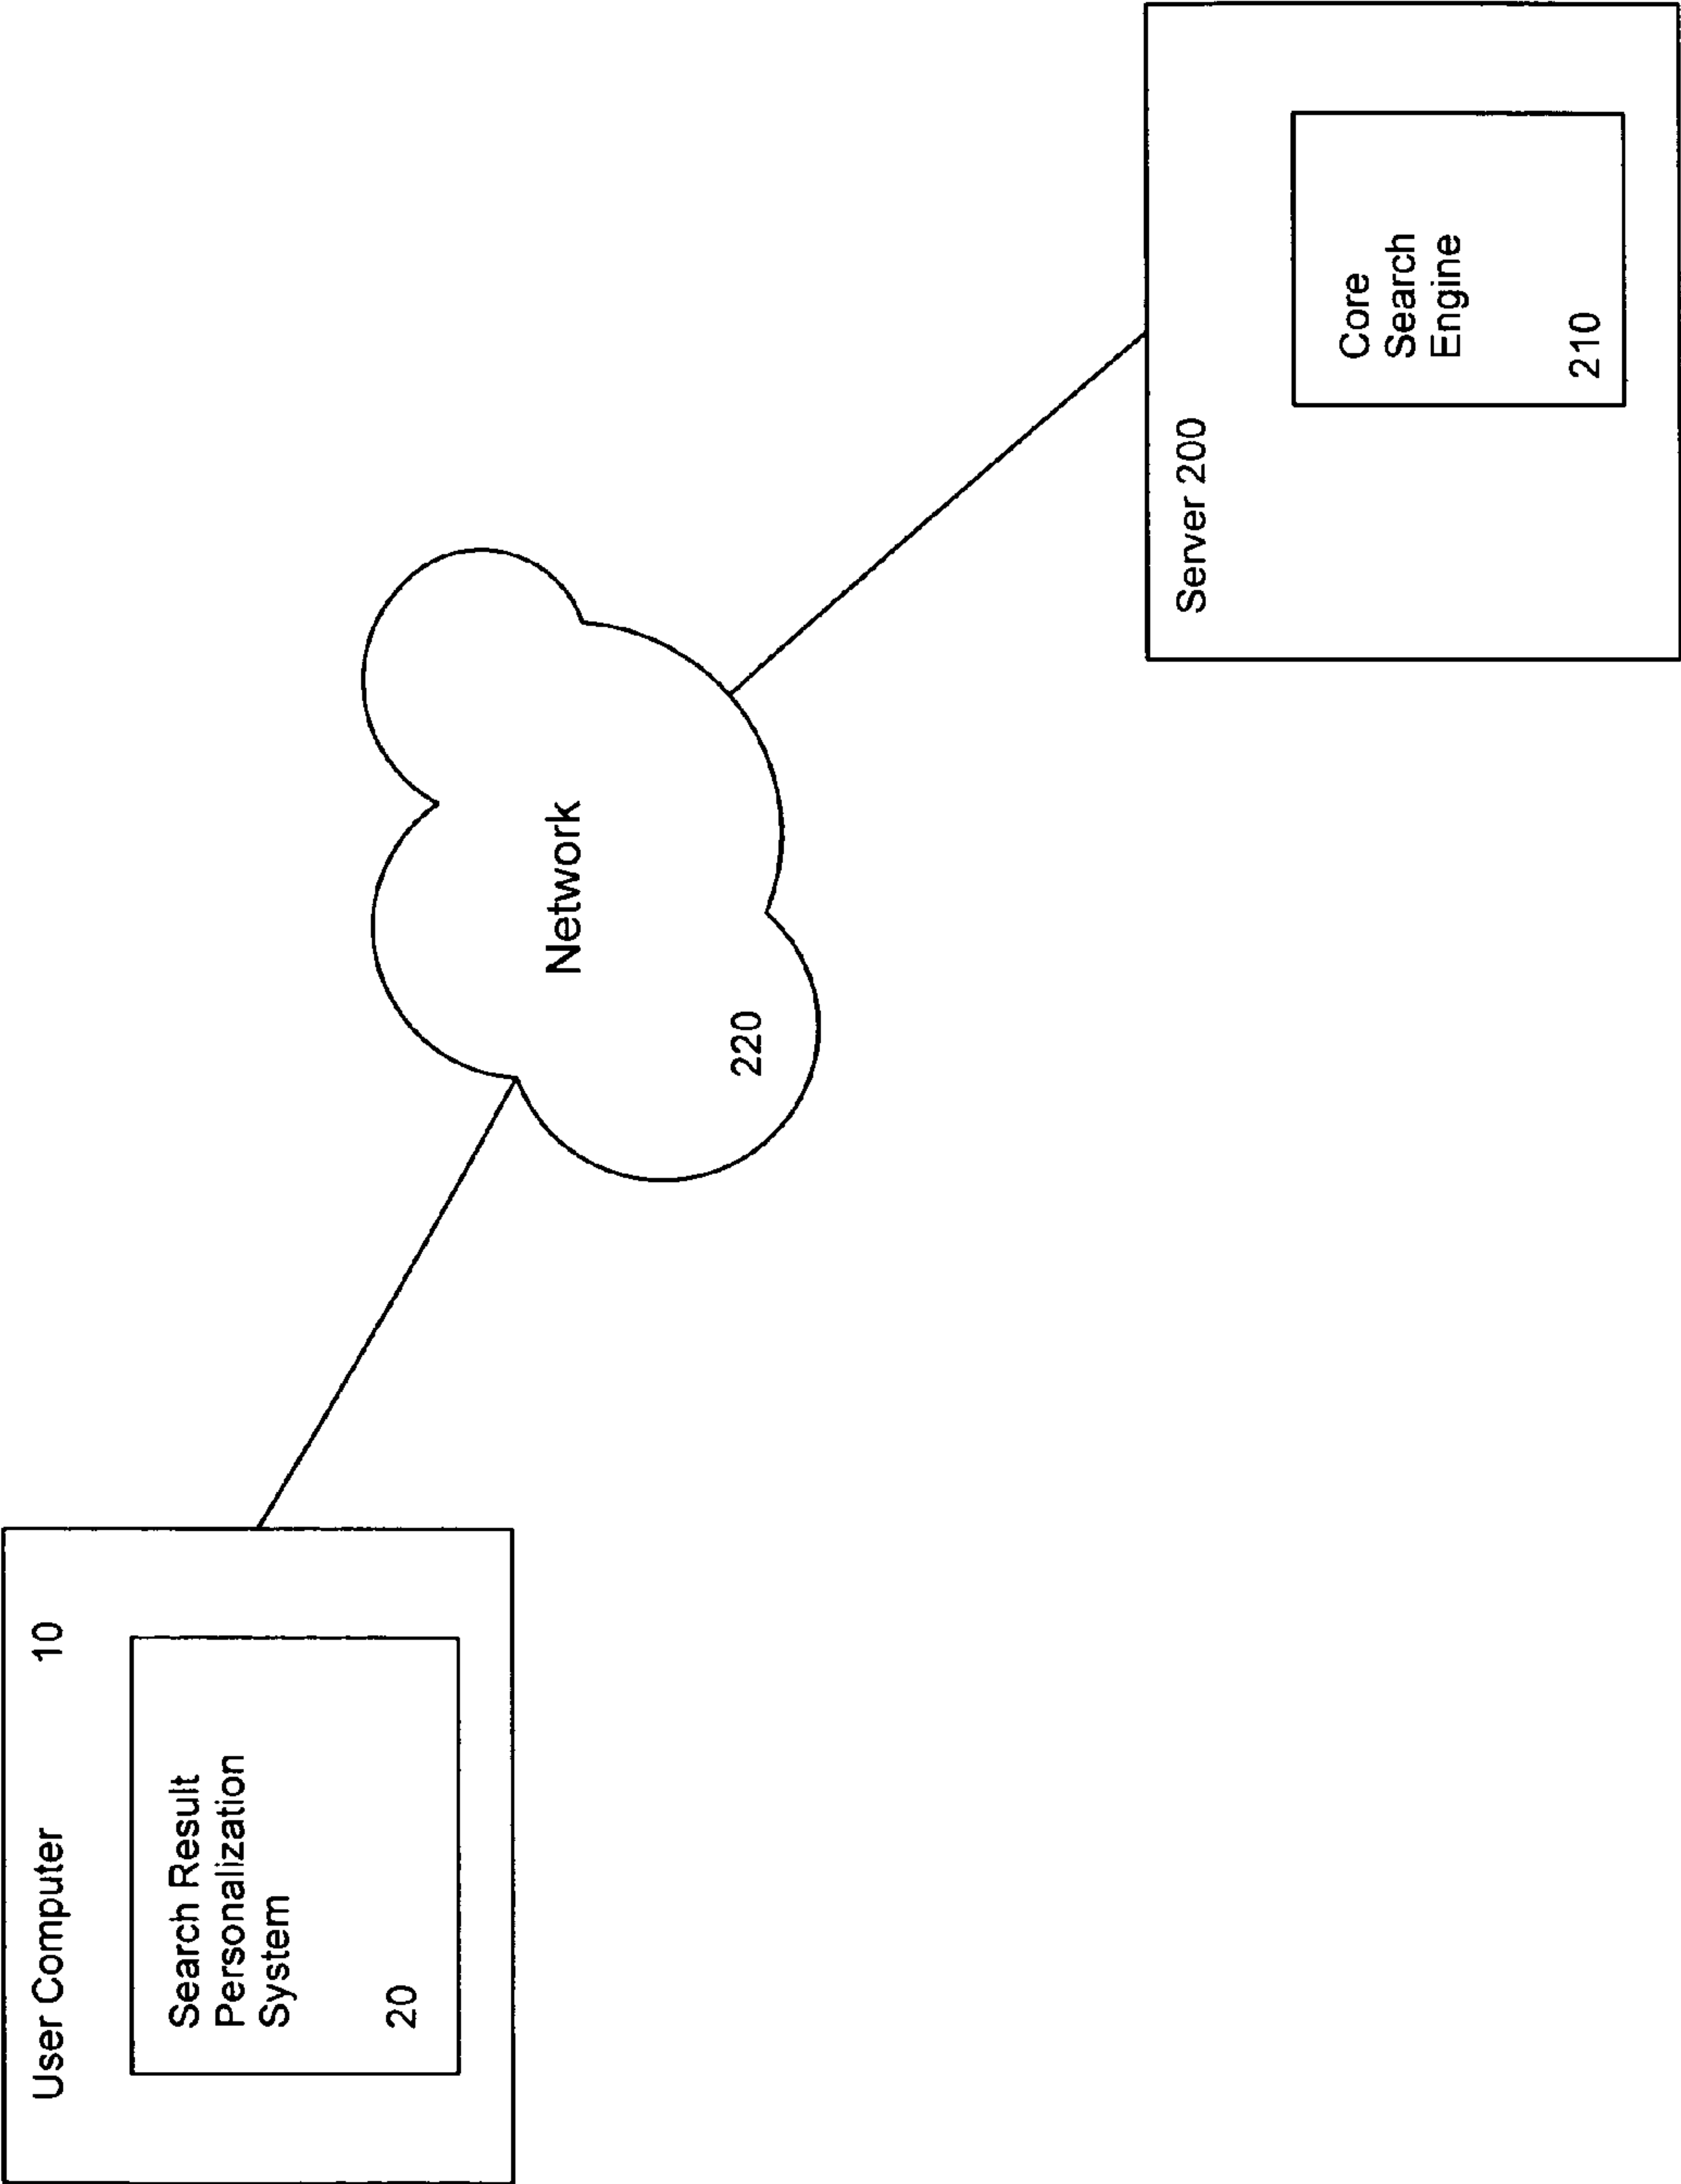 User Computer 10
Search Result
Personalization
System
20
Network
220
Server 200
Core
Search
Engine
210